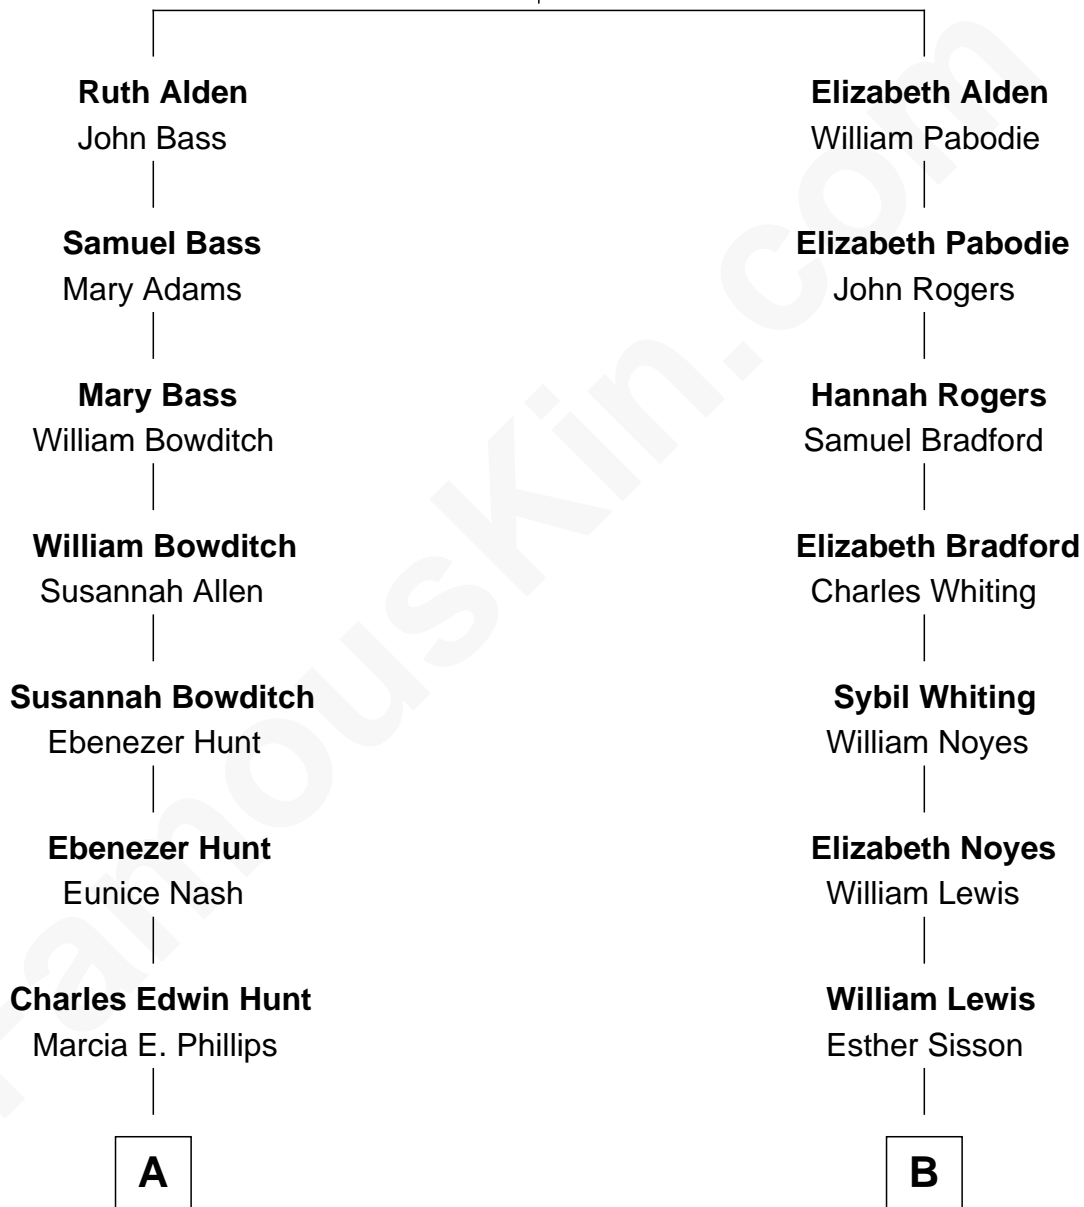 Ruth Alden
John Bass
Elizabeth Alden
William Pabodie
Samuel Bass
Mary Adams
Elizabeth Pabodie
John Rogers
Mary Bass
William Bowditch
Hannah Rogers
Samuel Bradford
William Bowditch
Susannah Allen
Elizabeth Bradford
Charles Whiting
Susannah Bowditch
Ebenezer Hunt
Sybil Whiting
William Noyes
Ebenezer Hunt
Eunice Nash
Elizabeth Noyes
William Lewis
Charles Edwin Hunt
Marcia E. Phillips
William Lewis
Esther Sisson
A
B
FamousKin.com